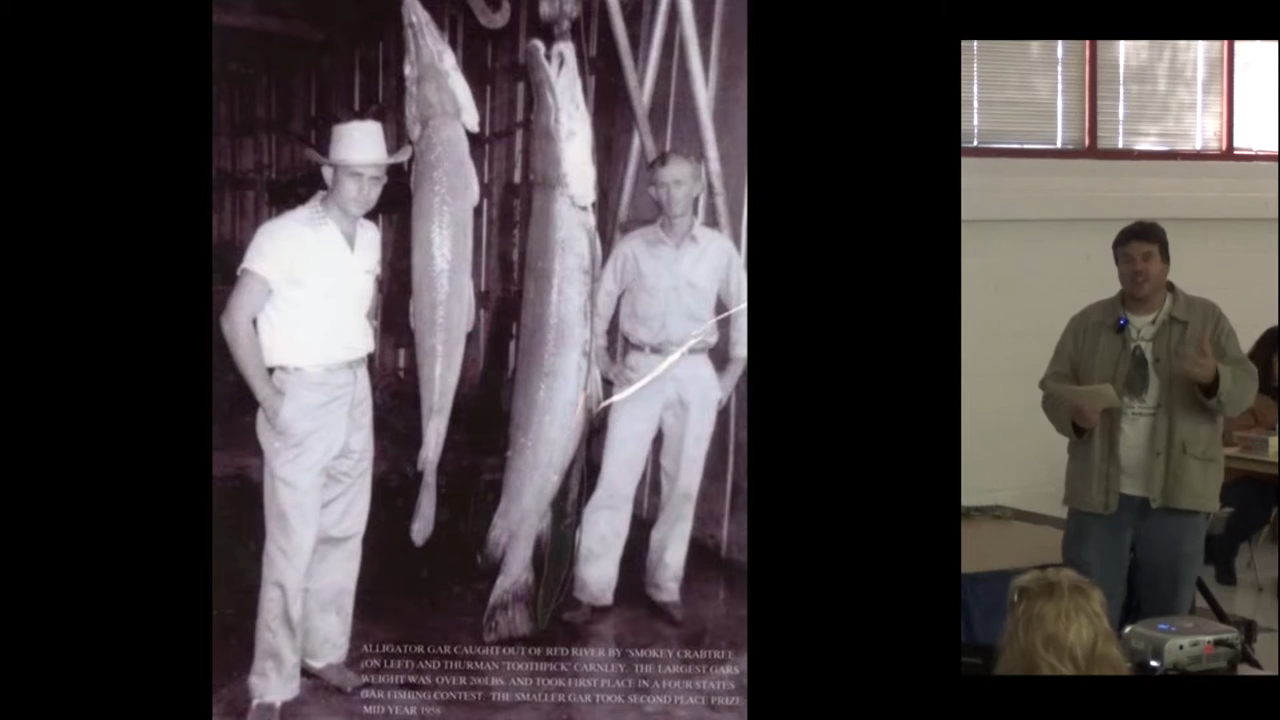 ALLIGATOR GAR CAUGHT OUT OF RED RIVER BY "SMOKEY CRABTREE
(ON LEFT) AND THURMAN "TOOTHPICK" CARNLEY. THE LARGEST GARS
WEIGHT WAS OVER 200LBS. AND TOOK FIRST PLACE IN A FOUR STATES
GAR FISHING CONTEST. THE SMALLER GAR TOOK SECOND PLACE PRIZE
MID YEAR 1956